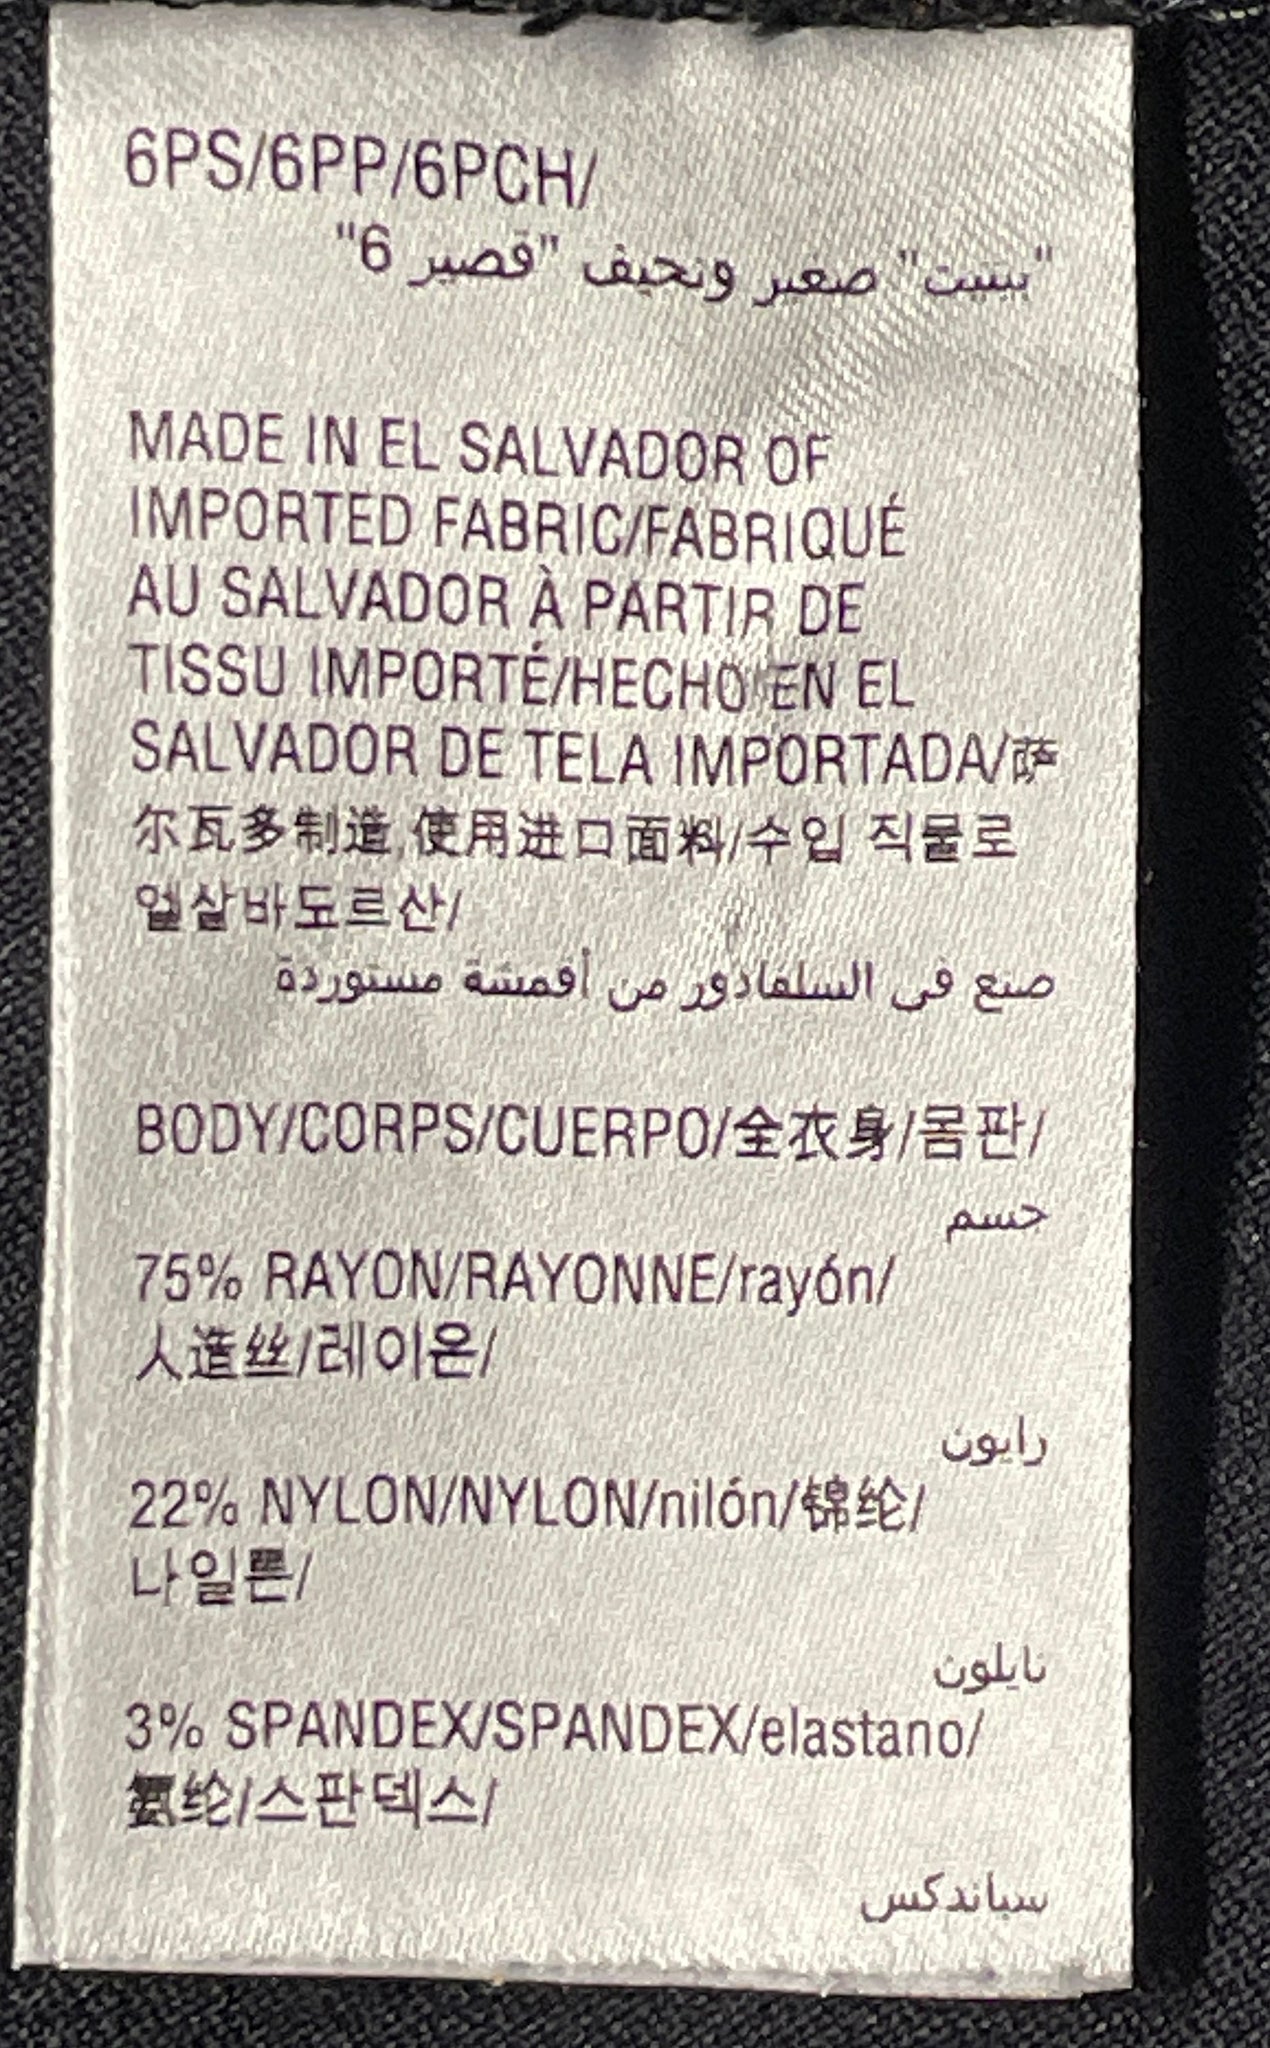 6PS/6PP/6PCH/
"بيتيت" صغير ونحيف "قصير 6"
MADE IN EL SALVADOR OF
IMPORTED FABRIC/FABRIQUÉ
AU SALVADOR À PARTIR DE
TISSU IMPORTÉ/HECHO EN EL
SALVADOR DE TELA IMPORTADA/萨
尔瓦多制造,使用进口面料/수입 직물로
엘살바도르산/
صنع في السلفادور من أقمشة مستوردة
BODY/CORPS/CUERPO/全衣身/몸판/
جسم
75% RAYON/RAYONNE/rayón/
人造丝/레이온/
رايون
22% NYLON/NYLON/nilón/锦纶/
나일론/
نايلون
3% SPANDEX/SPANDEX/elastano/
氨纶/스판덱스/
سباندكس